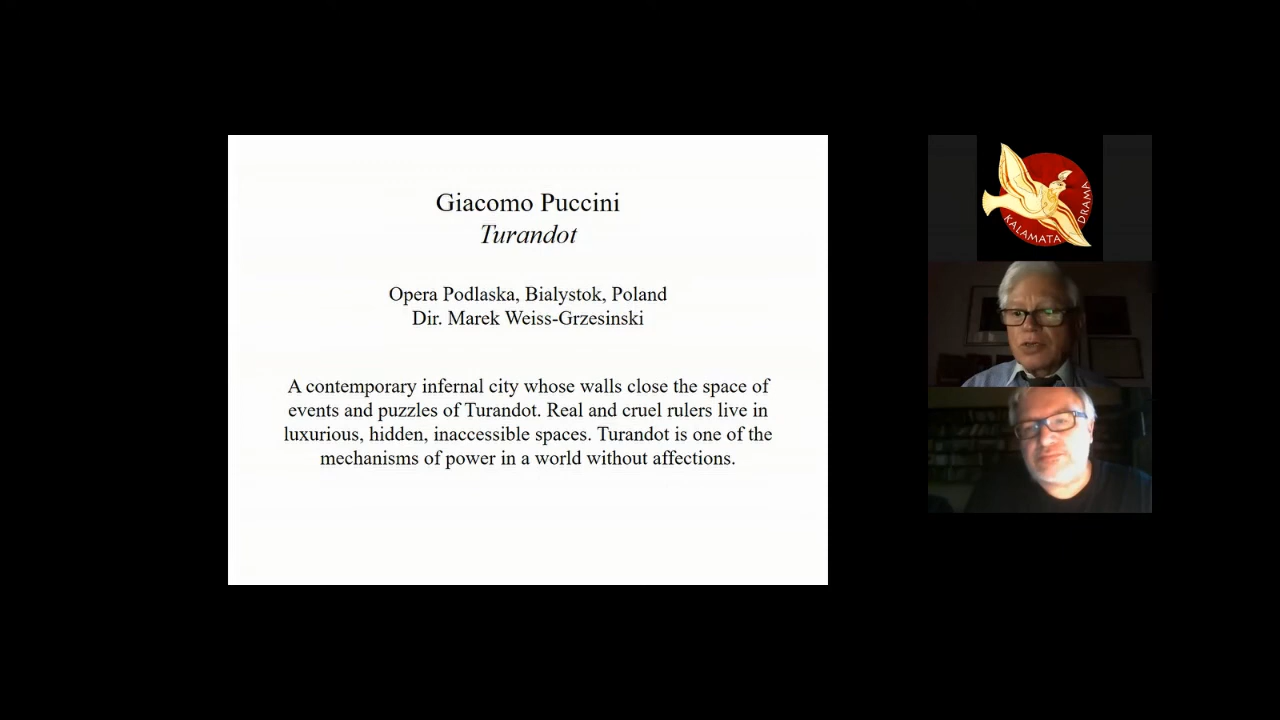 Giacomo Puccini
Turandot
Opera Podlaska, Bialystok, Poland
Dir. Marek Weiss-Grzesinski
A contemporary infernal city whose walls close the space of
events and puzzles of Turandot. Real and cruel rulers live in
luxurious, hidden, inaccessible spaces. Turandot is one of the
mechanisms of power in a world without affections.
KALAMATA DRAMA